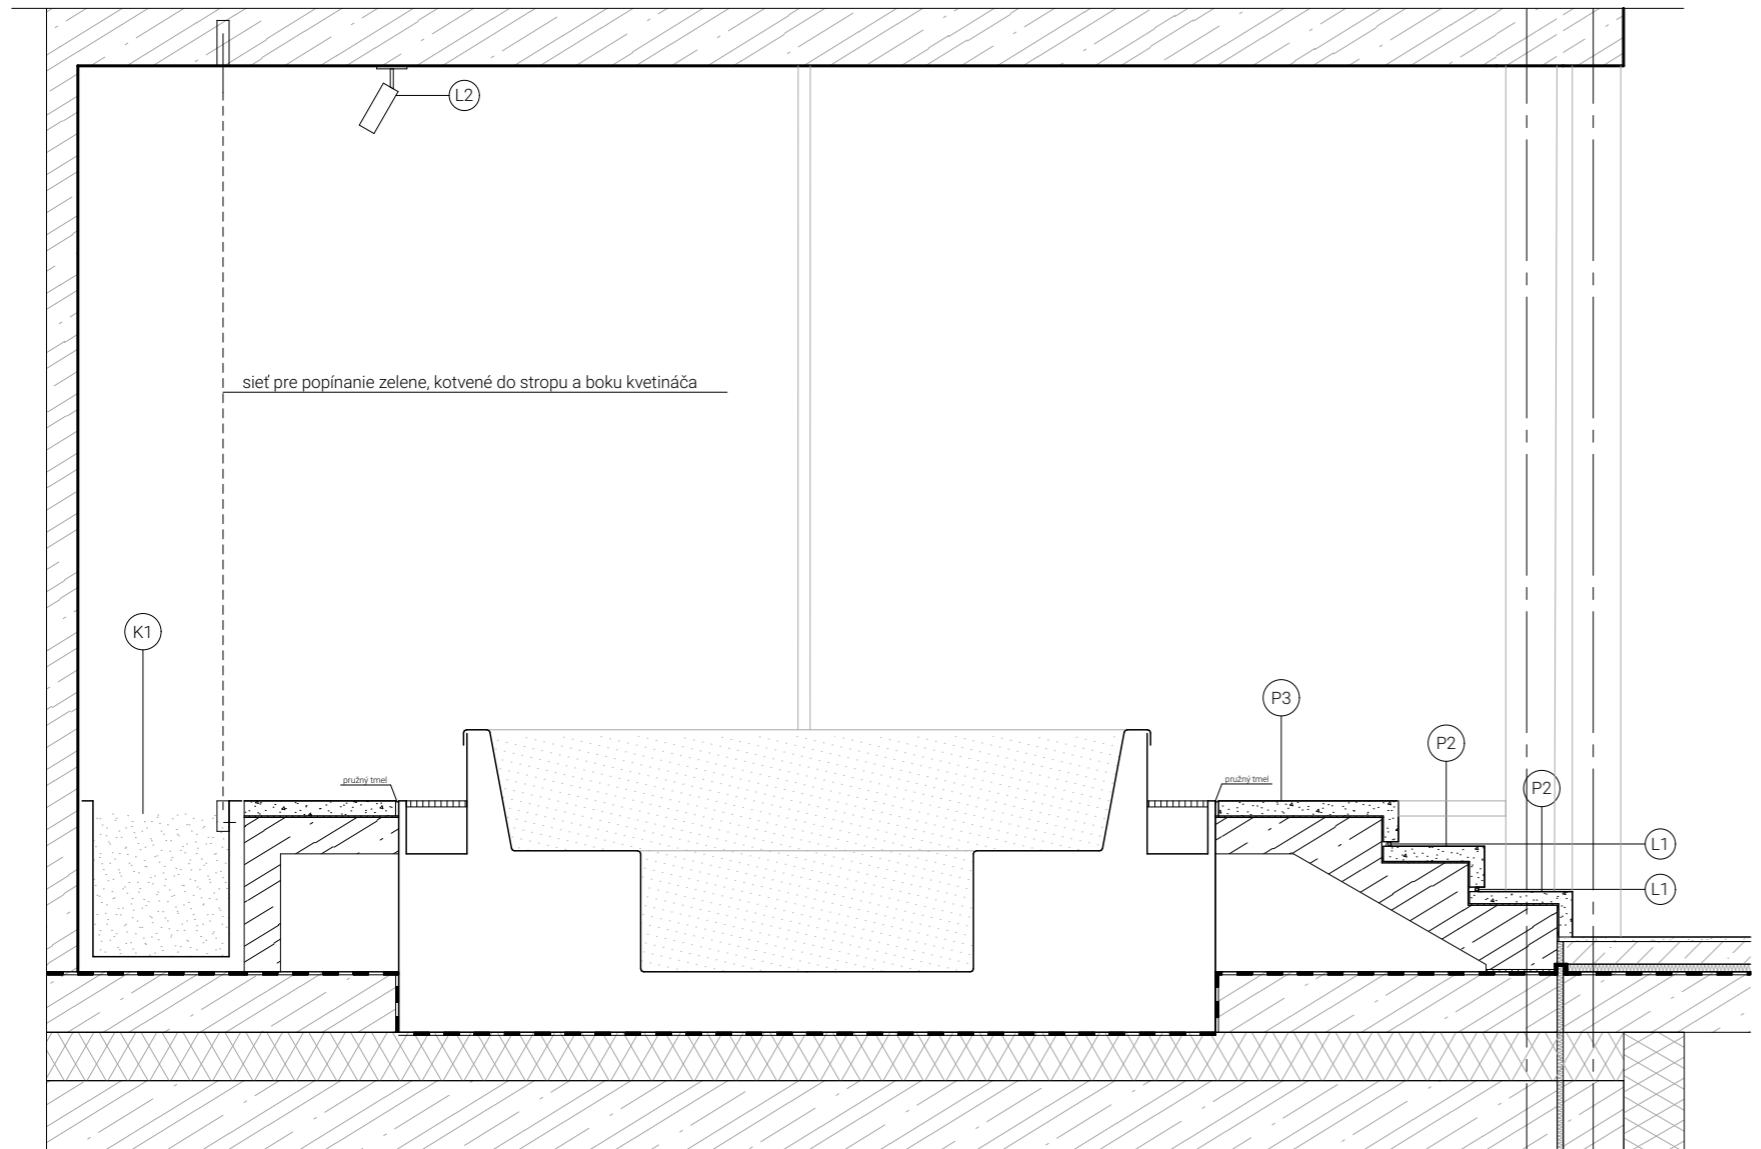 L2
sieť pre popínanie zelene, kotvené do stropu a boku kvetináča
K1
P3
P2
pružný tmel
pružný tmel
P2
L1
L1